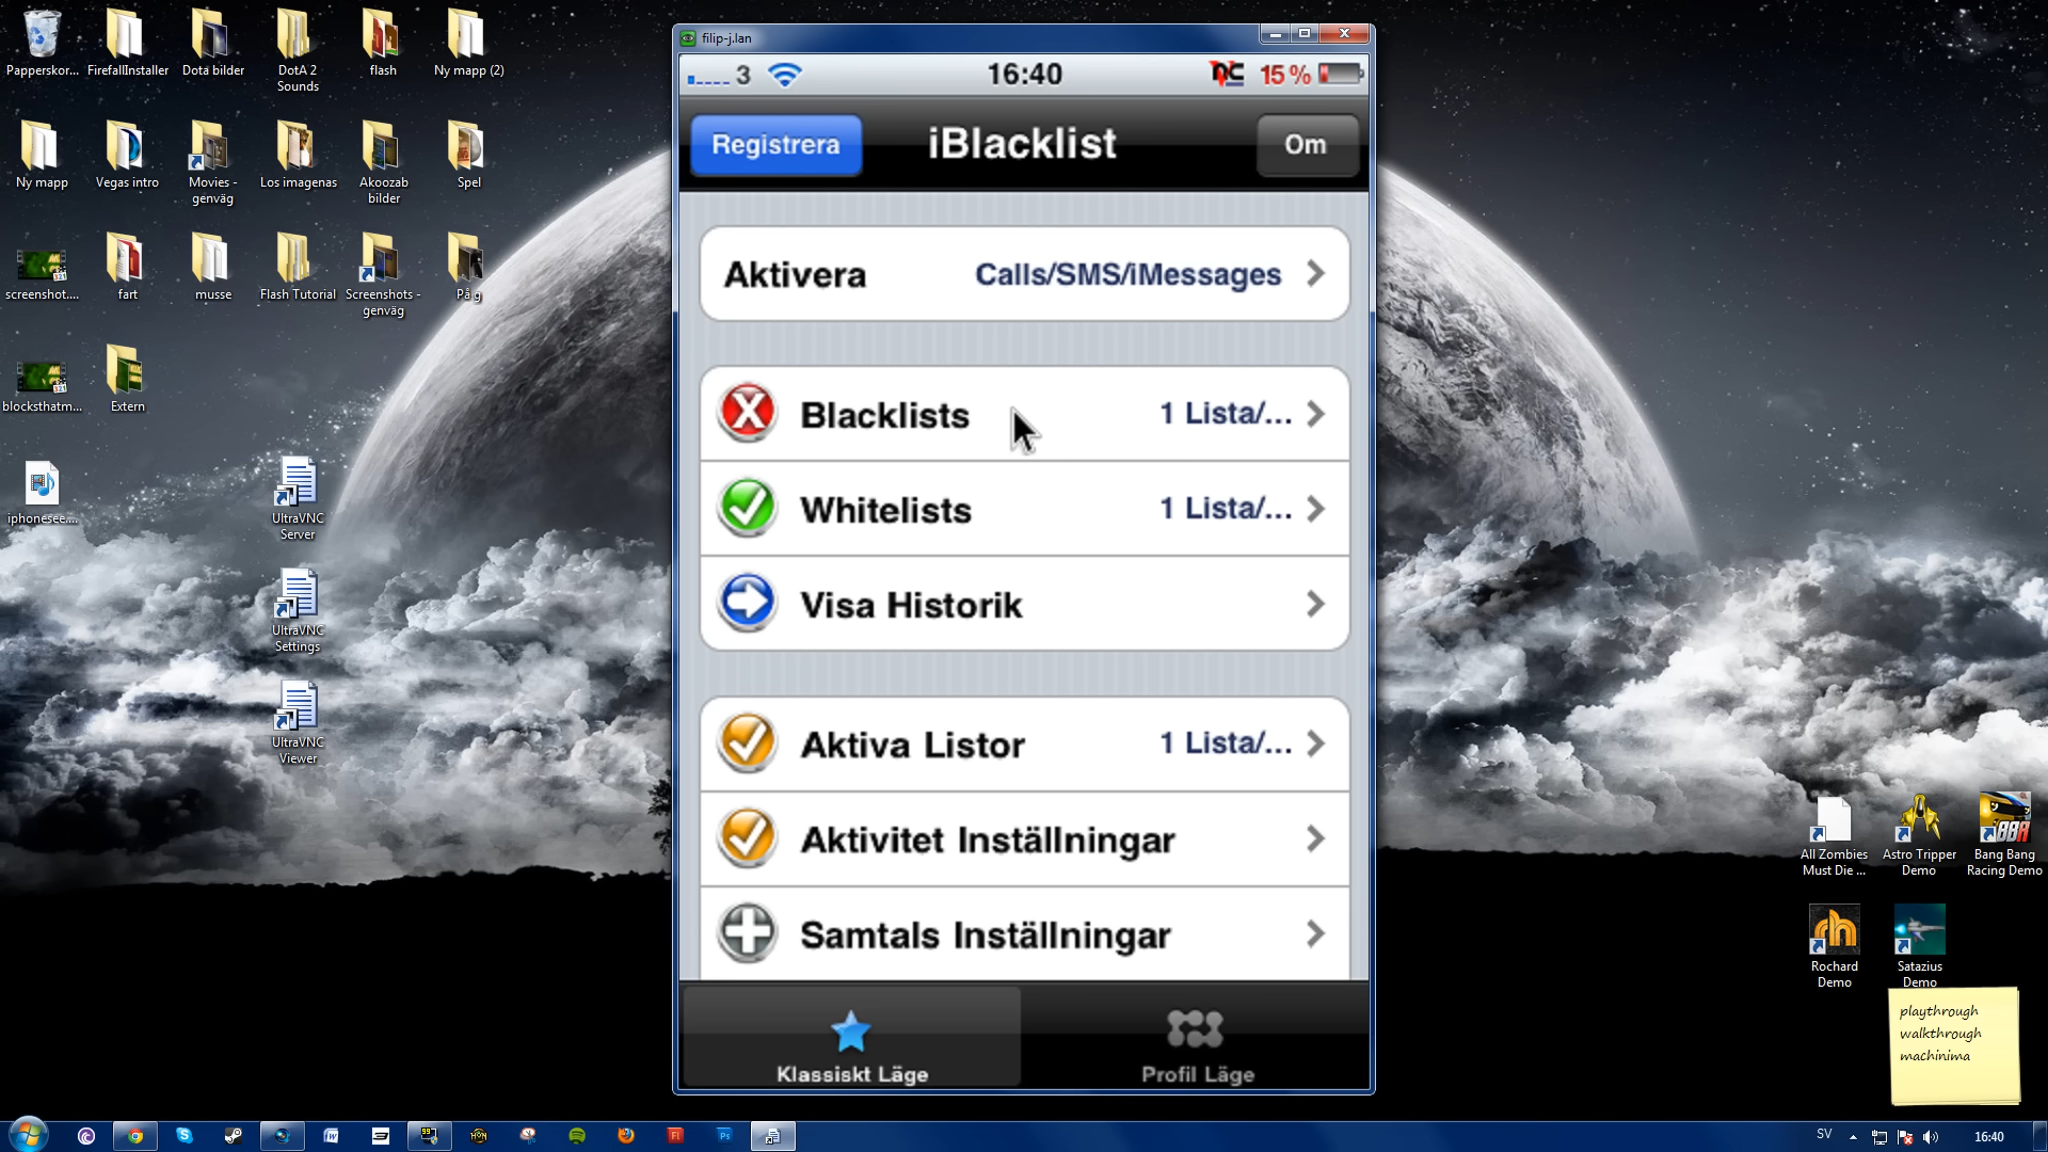 Papperskor...
FirefallInstaller
Dota bilder
DotA 2
Sounds
flash
Ny mapp (2)
Ny mapp
Vegas intro
Movies -
genväg
Los imagenas
Akoozab
bilder
Spel
screenshot....
fart
musse
Flash Tutorial
Screenshots -
genväg
På g
blocksthatm...
Extern
iphonesee....
UltraVNC
Server
UltraVNC
Settings
UltraVNC
Viewer
filip-j.lan
3
16:40
15 %
Registrera
iBlacklist
Om
Aktivera
Calls/SMS/iMessages
Blacklists
1 Lista/...
Whitelists
1 Lista/...
Visa Historik
Aktiva Listor
1 Lista/...
Aktivitet Inställningar
Samtals Inställningar
Klassiskt Läge
Profil Läge
All Zombies
Must Die ...
Astro Tripper
Demo
Bang Bang
Racing Demo
Rochard
Demo
Satazius
Demo
playthrough
walkthrough
machinima
SV
16:40